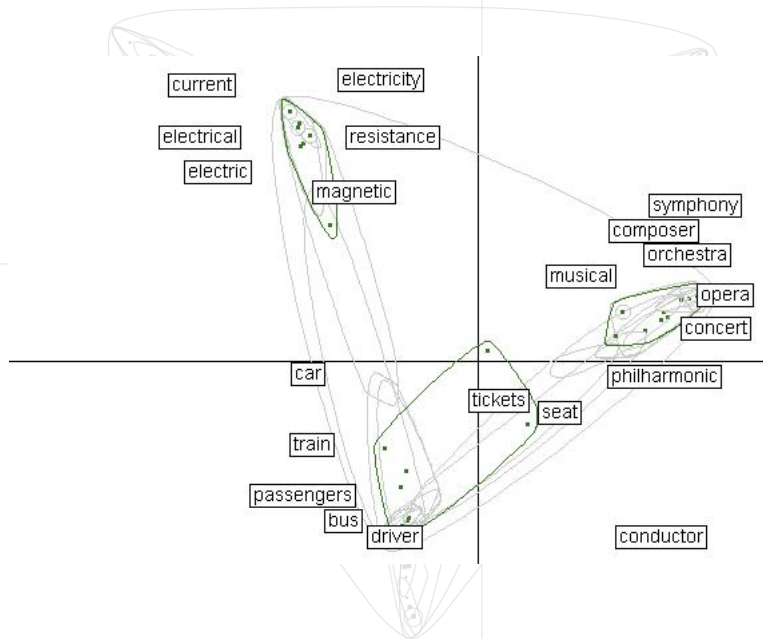 electricity
current
electrical
resistance
electric
magnetic
symphony
composer
orchestra
musical
opera
concert
car
philharmonic
tickets
seat
train
passengers
bus
driver
conductor